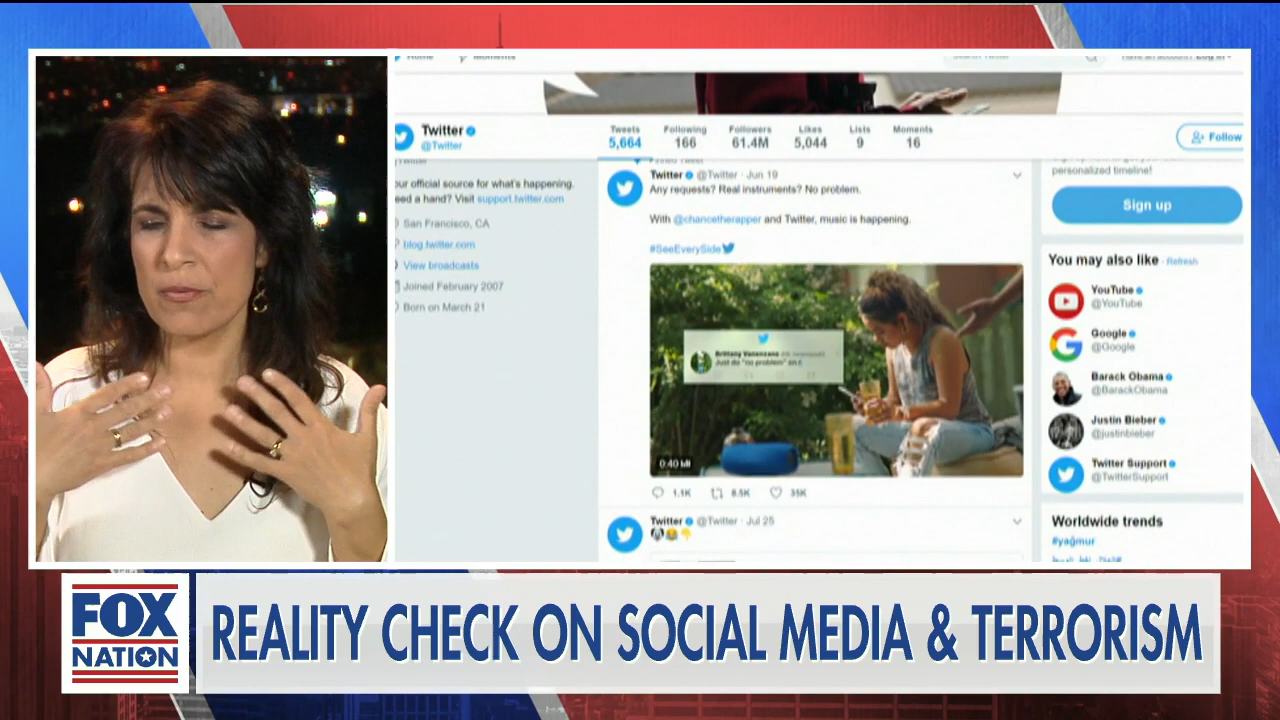 Twitter
@Twitter
Tweets
5,664
Following
166
Followers
61.4M
Likes
5,044
Lists
9
Moments
16
Follow
our official source for what's happening.
eed a hand? Visit support.twitter.com
San Francisco, CA
blog.twitter.com
View broadcasts
Joined February 2007
Born on March 21
Twitter @Twitter · Jun 19
Any requests? Real instruments? No problem.
With @chancetherapper and Twitter, music is happening.
#SeeEverySide
Just do "no problem" on
0:40
1.1K
8.5K
35K
Twitter @Twitter · Jul 25
personalized timeline!
Sign up
You may also like · Refresh
YouTube
@YouTube
Google
@Google
Barack Obama
@BarackObama
Justin Bieber
@justinbieber
Twitter Support
@TwitterSupport
Worldwide trends
#yağmur
FOX
NATION
REALITY CHECK ON SOCIAL MEDIA & TERRORISM